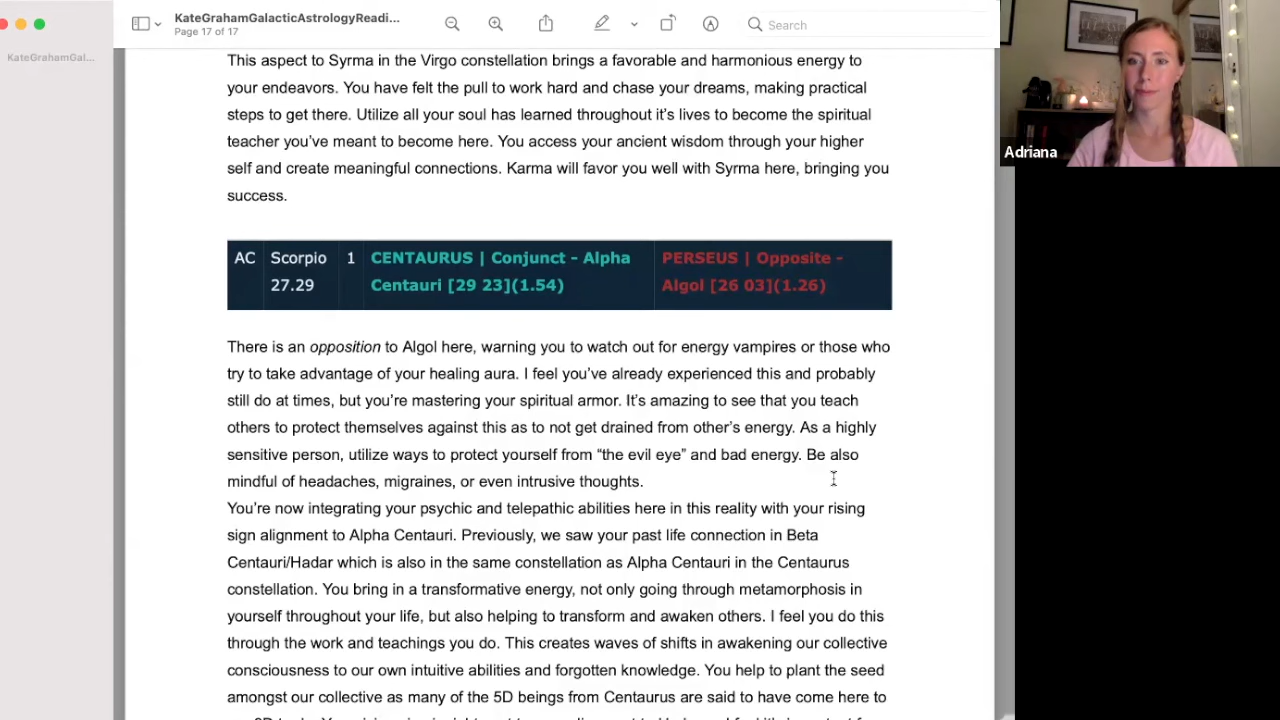 KateGrahamGalacticAstrologyReadi...
Page 17 of 17
Search
KateGrahamGal...
Adriana
This aspect to Syrma in the Virgo constellation brings a favorable and harmonious energy to
your endeavors. You have felt the pull to work hard and chase your dreams, making practical
steps to get there. Utilize all your soul has learned throughout it's lives to become the spiritual
teacher you've meant to become here. You access your ancient wisdom through your higher
self and create meaningful connections. Karma will favor you well with Syrma here, bringing you
success.
AC Scorpio 1 CENTAURUS | Conjunct - Alpha PERSEUS | Opposite -
27.29 Centauri [29 23](1.54) Algol [26 03](1.26)
There is an opposition to Algol here, warning you to watch out for energy vampires or those who
try to take advantage of your healing aura. I feel you've already experienced this and probably
still do at times, but you're mastering your spiritual armor. It's amazing to see that you teach
others to protect themselves against this as to not get drained from other's energy. As a highly
sensitive person, utilize ways to protect yourself from “the evil eye” and bad energy. Be also
mindful of headaches, migraines, or even intrusive thoughts.
You're now integrating your psychic and telepathic abilities here in this reality with your rising
sign alignment to Alpha Centauri. Previously, we saw your past life connection in Beta
Centauri/Hadar which is also in the same constellation as Alpha Centauri in the Centaurus
constellation. You bring in a transformative energy, not only going through metamorphosis in
yourself throughout your life, but also helping to transform and awaken others. I feel you do this
through the work and teachings you do. This creates waves of shifts in awakening our collective
consciousness to our own intuitive abilities and forgotten knowledge. You help to plant the seed
amongst our collective as many of the 5D beings from Centaurus are said to have come here to